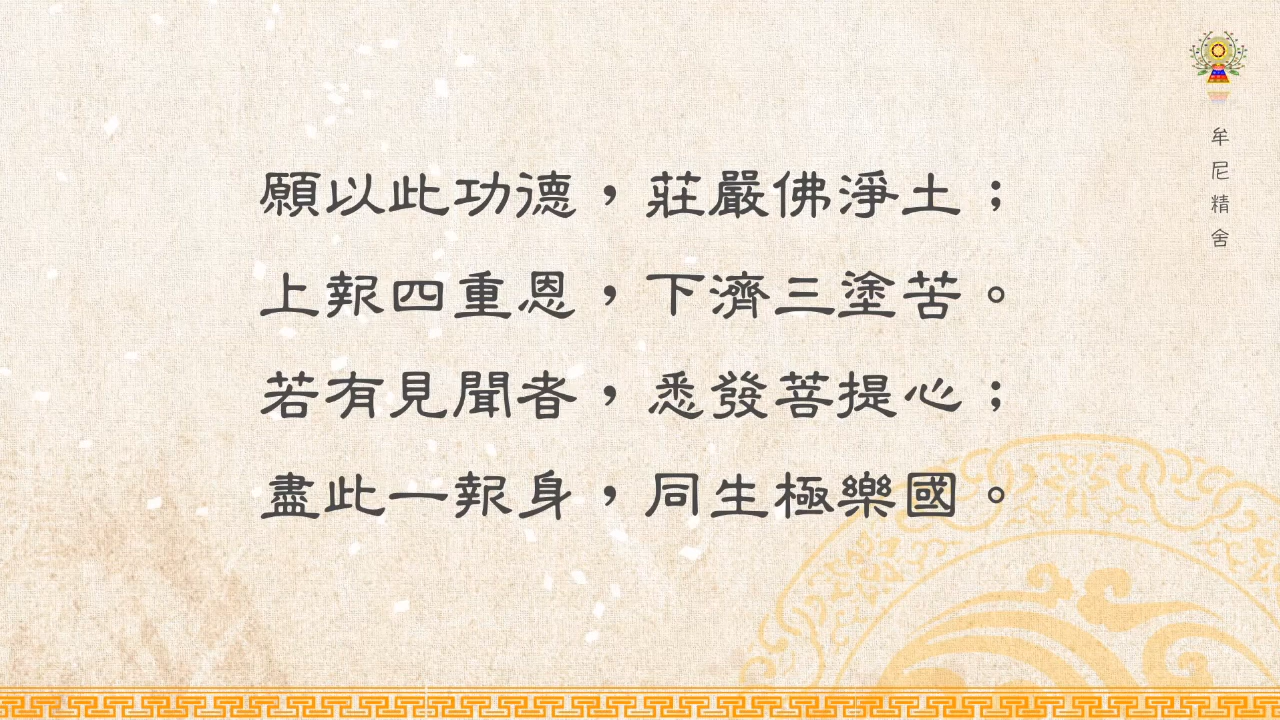 願以此功德，莊嚴佛淨土；
上報四重恩，下濟三塗苦。
若有見聞者，悉發菩提心；
盡此一報身，同生極樂國。
牟尼精舍